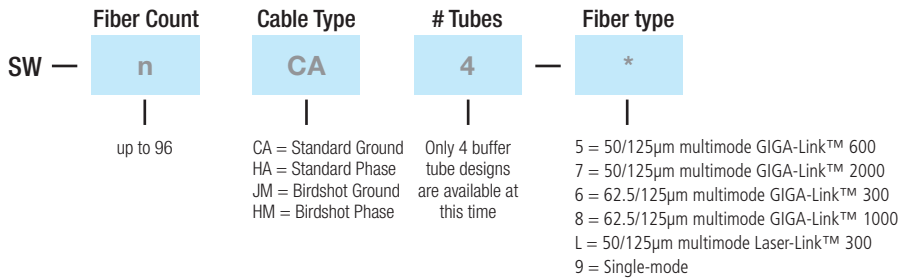 Fiber Count Cable Type # Tubes Fiber type
SW — n CA 4 — *
up to 96
CA = Standard Ground
HA = Standard Phase
JM = Birdshot Ground
HM = Birdshot Phase
Only 4 buffer
tube designs
are available at
this time
5 = 50/125µm multimode GIGA-Link™ 600
7 = 50/125µm multimode GIGA-Link™ 2000
6 = 62.5/125µm multimode GIGA-Link™ 300
8 = 62.5/125µm multimode GIGA-Link™ 1000
L = 50/125µm multimode Laser-Link™ 300
9 = Single-mode